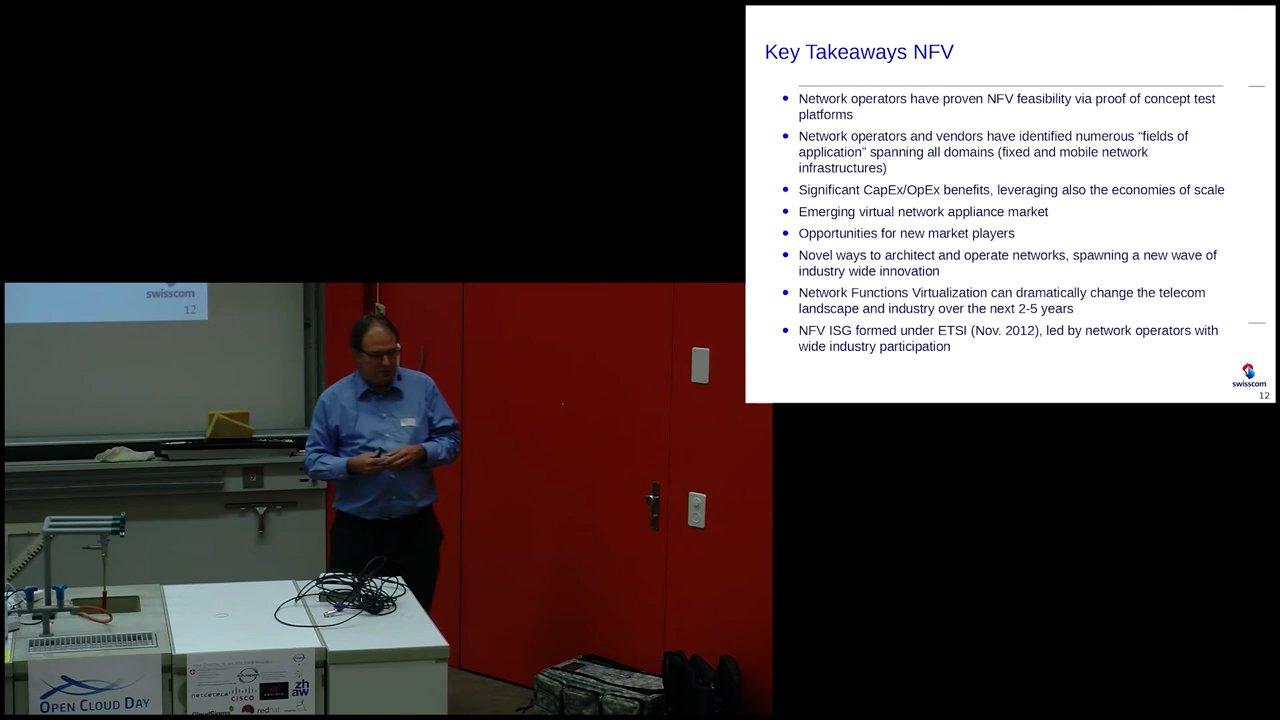 Key Takeaways NFV
Network operators have proven NFV feasibility via proof of concept test
platforms
Network operators and vendors have identified numerous “fields of
application” spanning all domains (fixed and mobile network
infrastructures)
Significant CapEx/OpEx benefits, leveraging also the economies of scale
Emerging virtual network appliance market
Opportunities for new market players
Novel ways to architect and operate networks, spawning a new wave of
industry wide innovation
Network Functions Virtualization can dramatically change the telecom
landscape and industry over the next 2-5 years
NFV ISG formed under ETSI (Nov. 2012), led by network operators with
wide industry participation
swisscom
12
swisscom
12
OPEN CLOUD DAY
CISCO
zh
aw
redhat